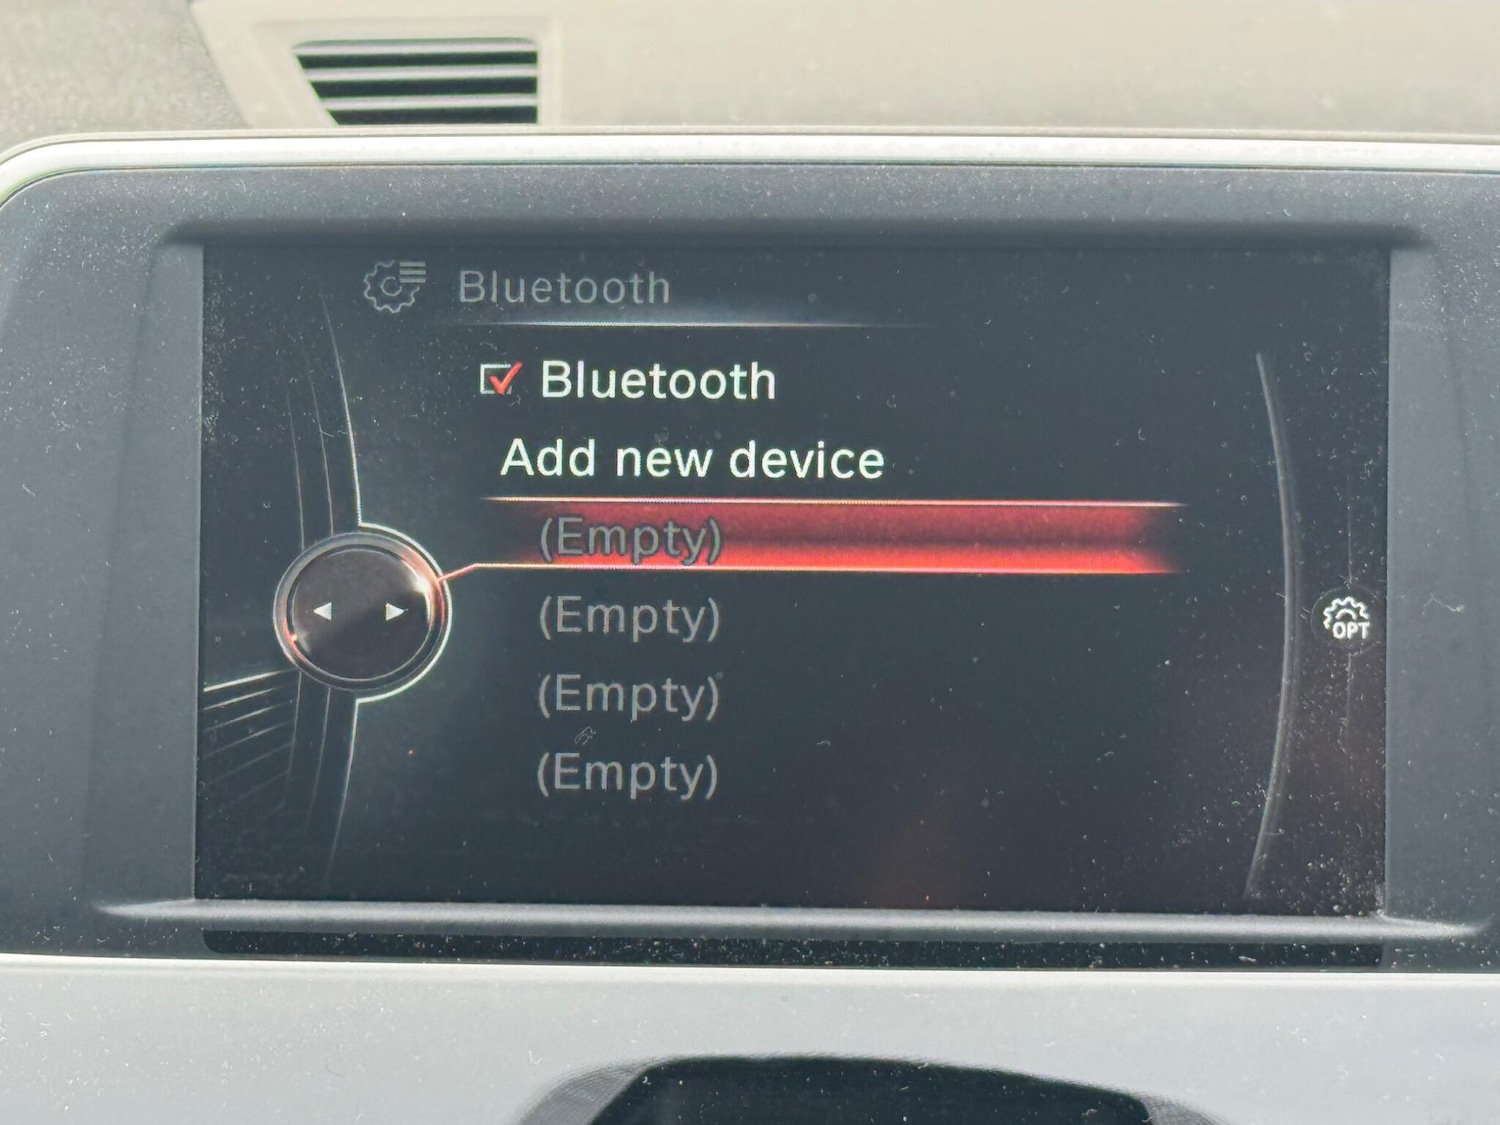 Bluetooth
Bluetooth
Add new device
(Empty)
(Empty)
(Empty)
(Empty)
OPT